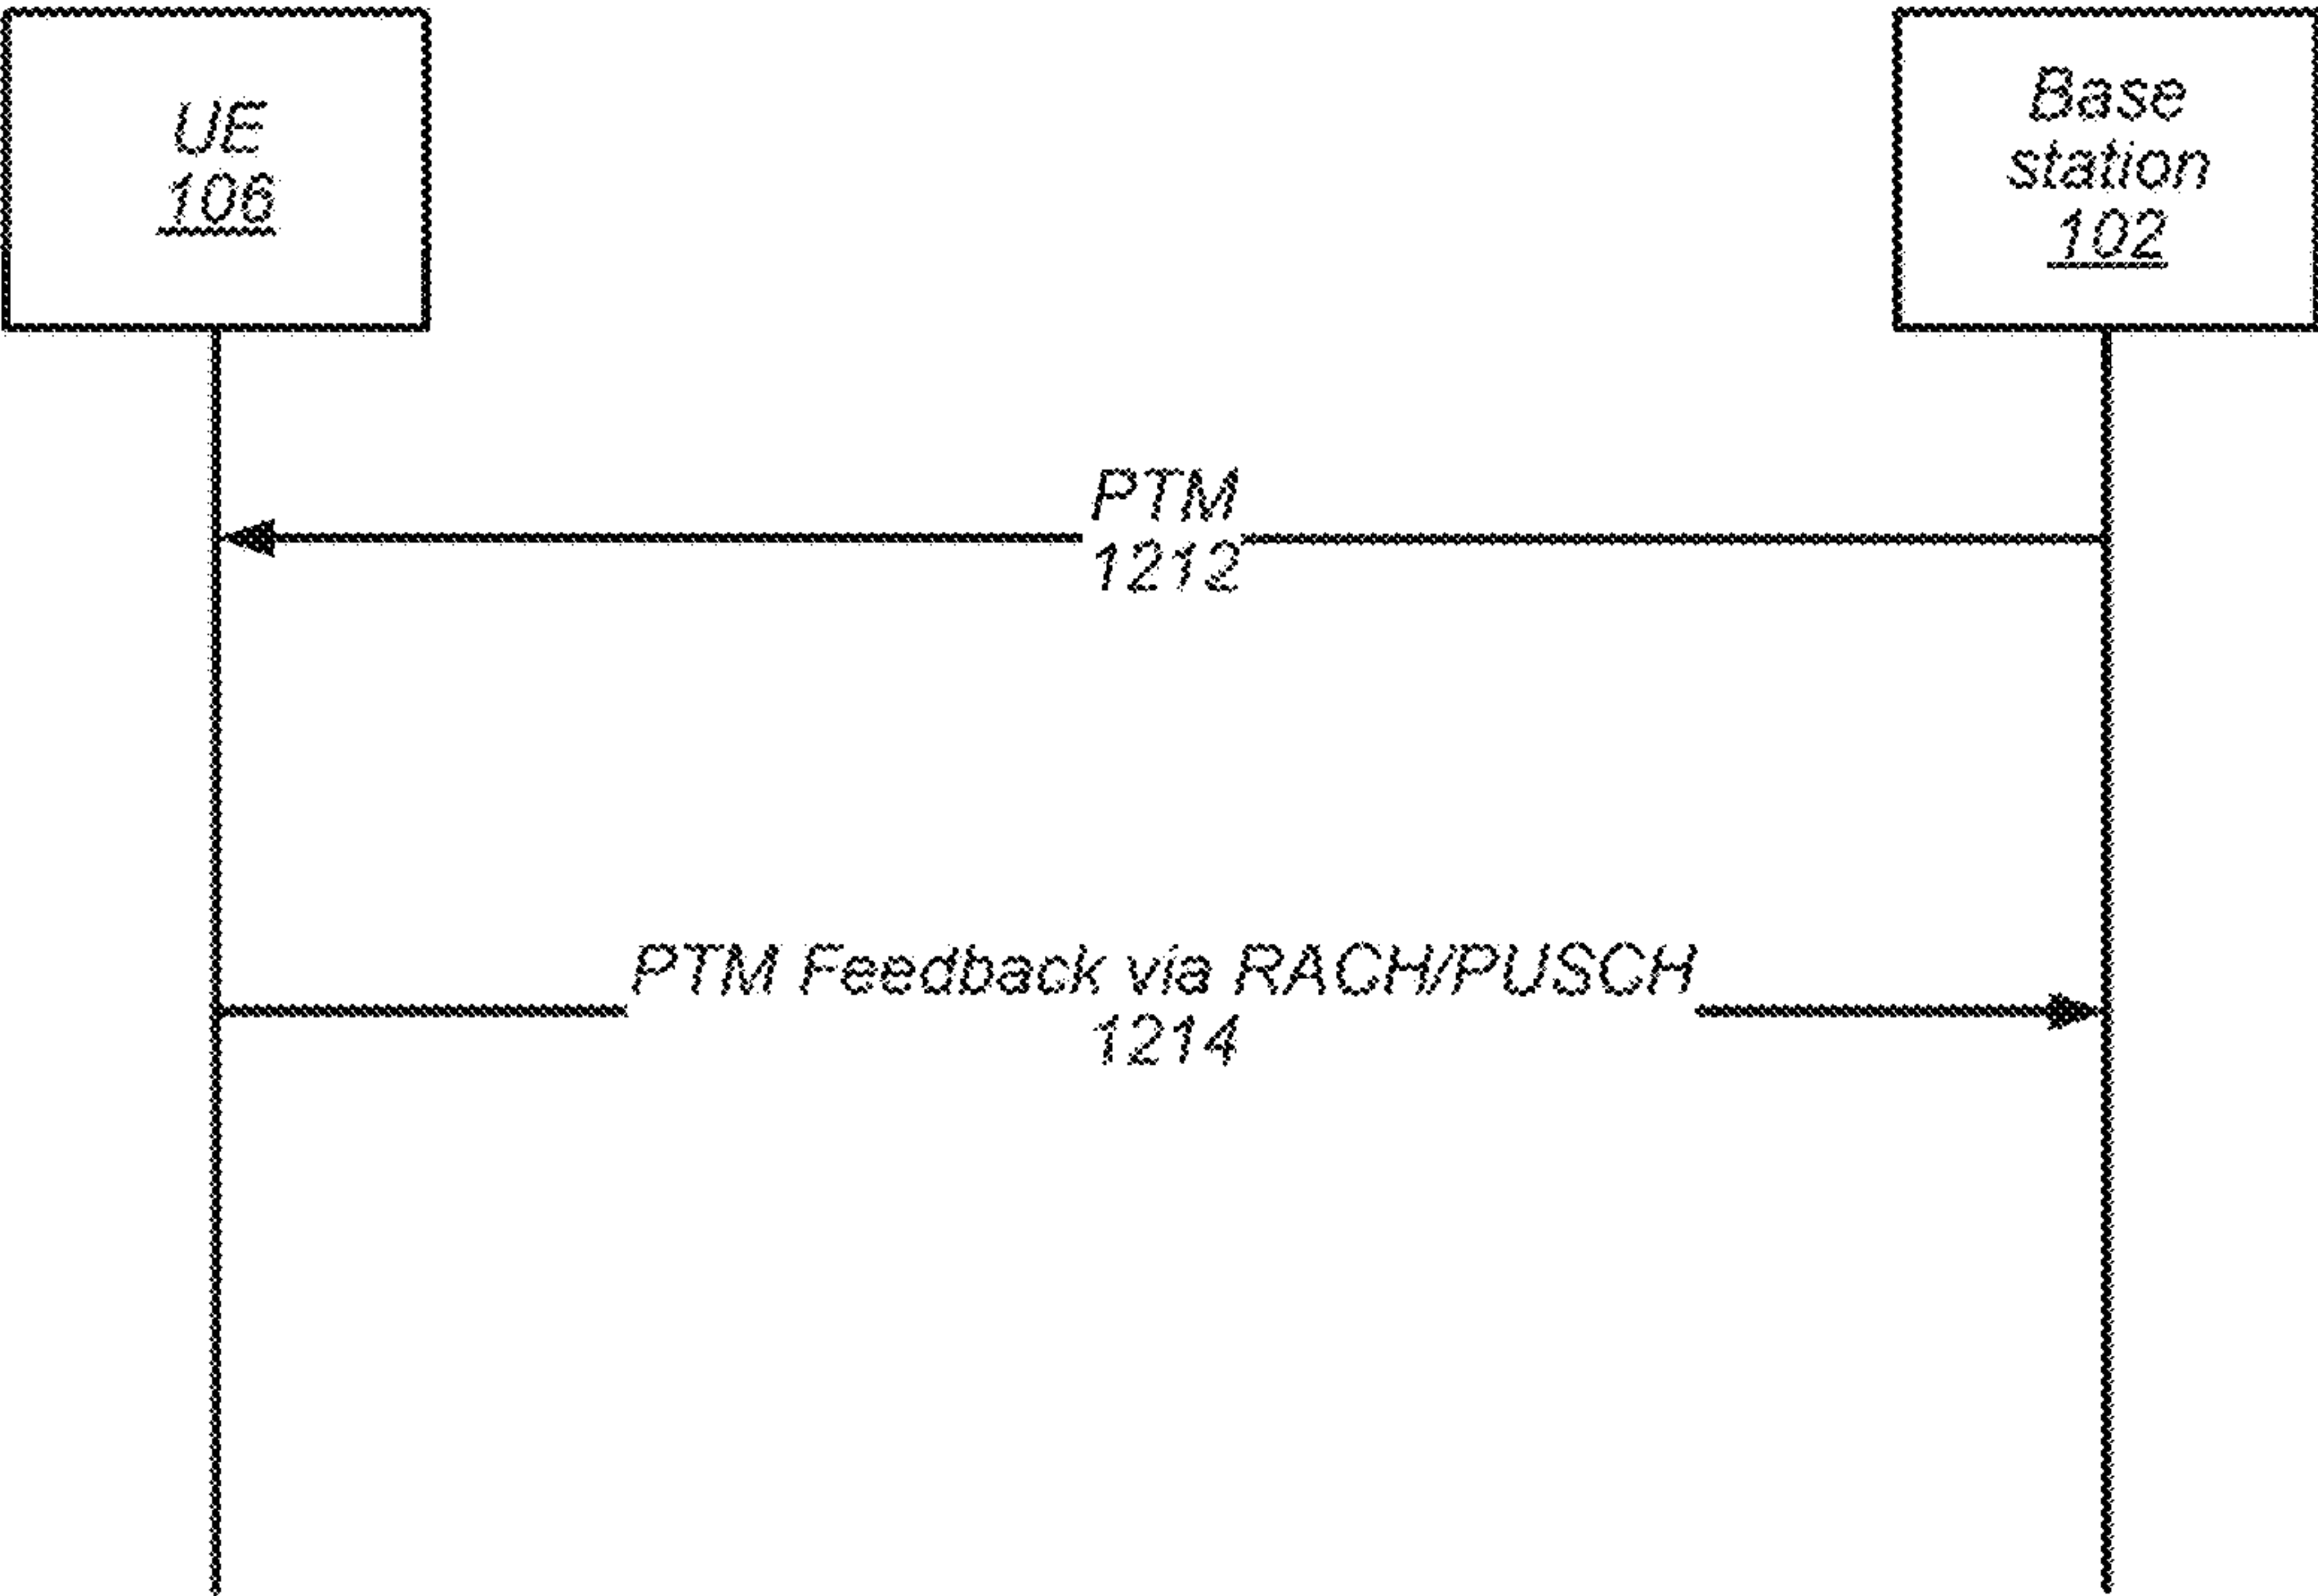 UE
106
Base
station
102
PTM
1212
PTM Feedback via RACH/PUSCH
1214